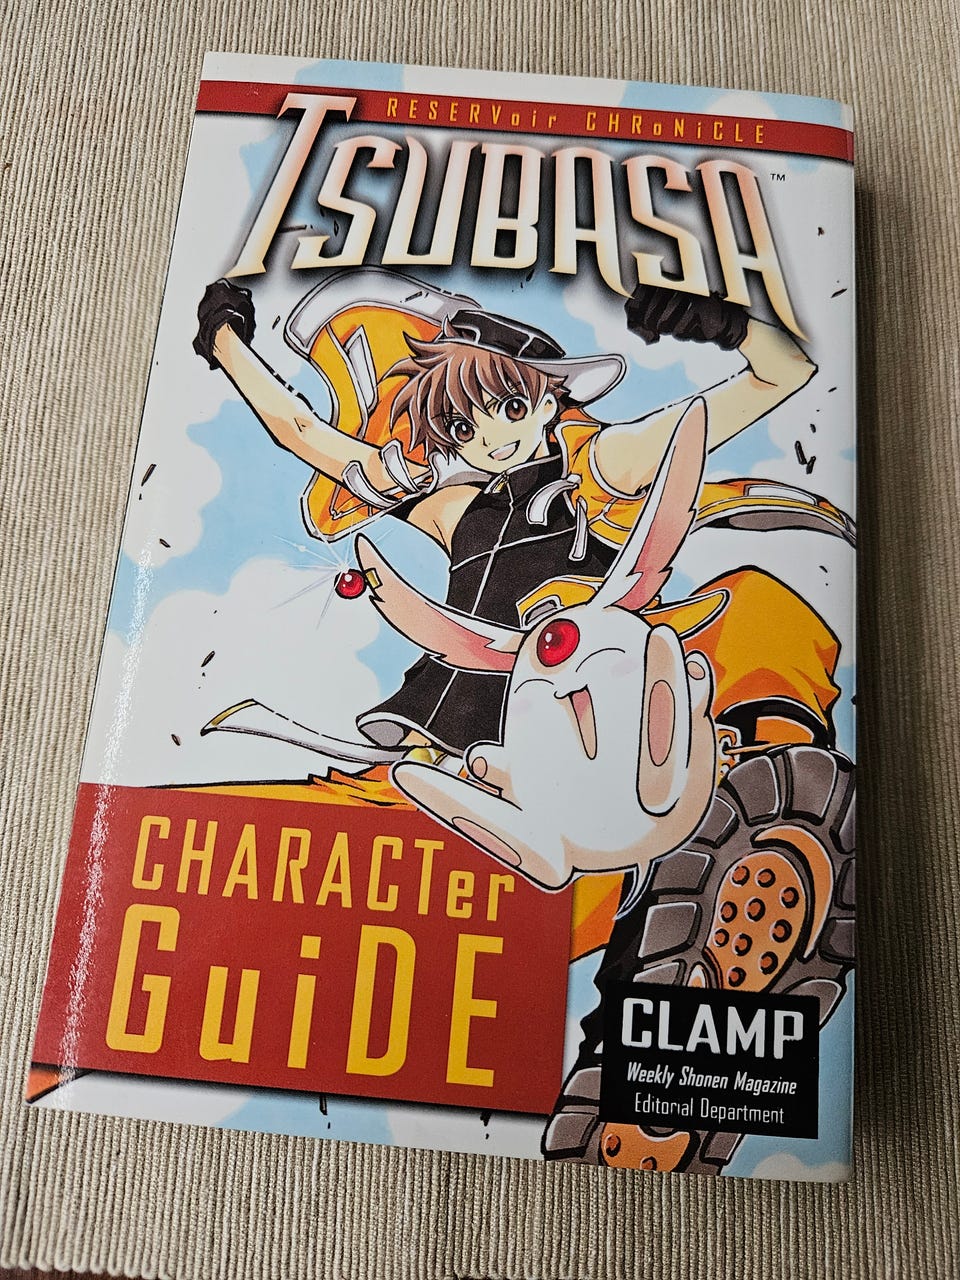 RESERVoir CHRoNiCLE
TSUBASA™
CHARACTer
GuiDE
CLAMP
Weekly Shonen Magazine
Editorial Department